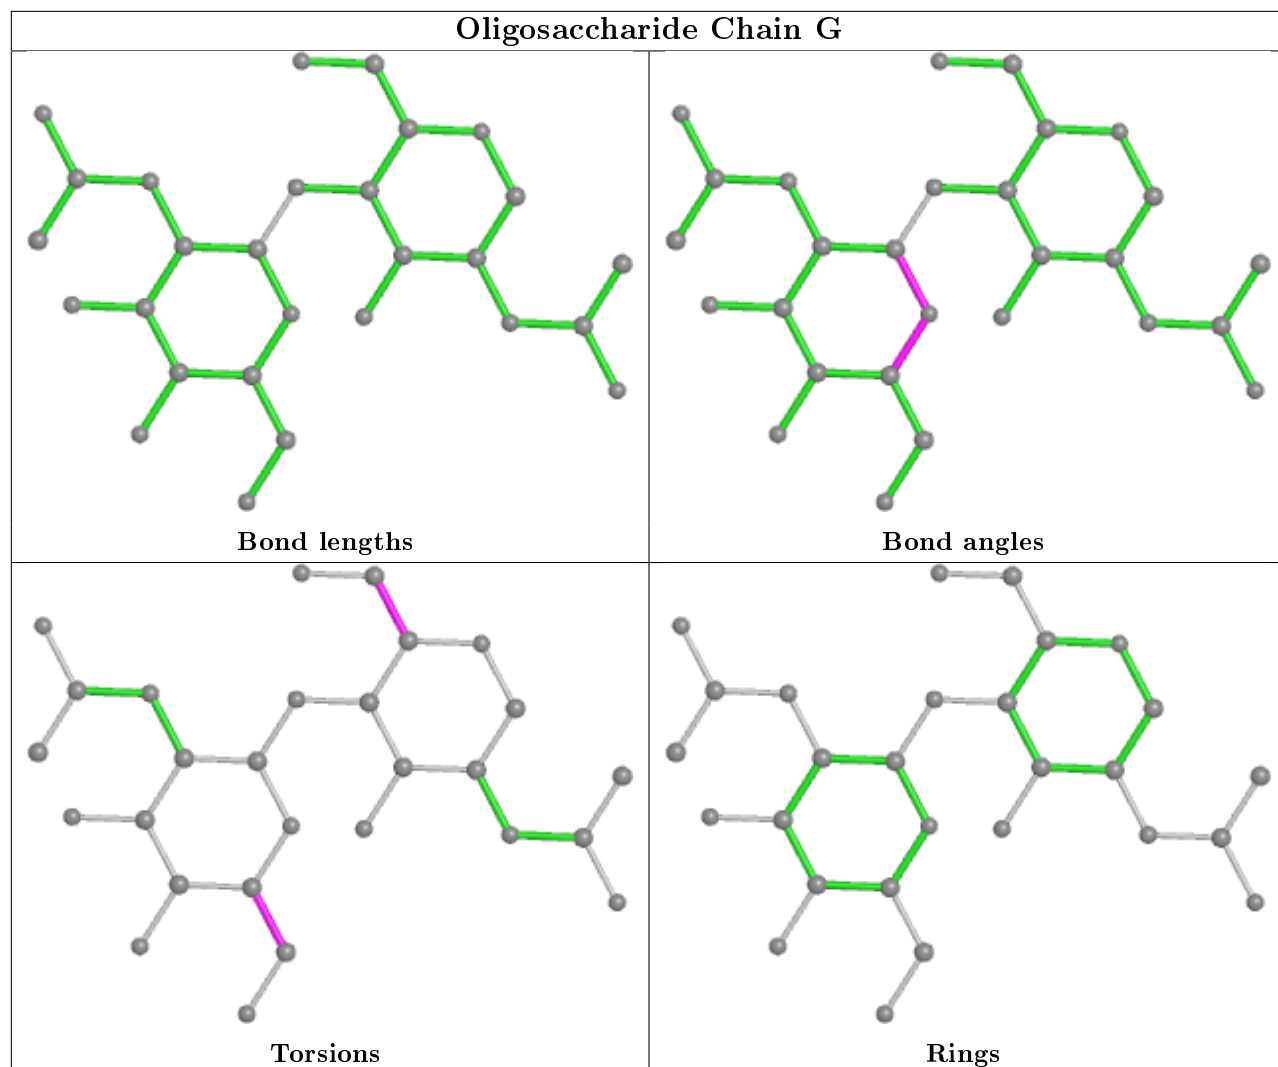 Oligosaccharide Chain G
Bond lengths
Bond angles
Torsions
Rings